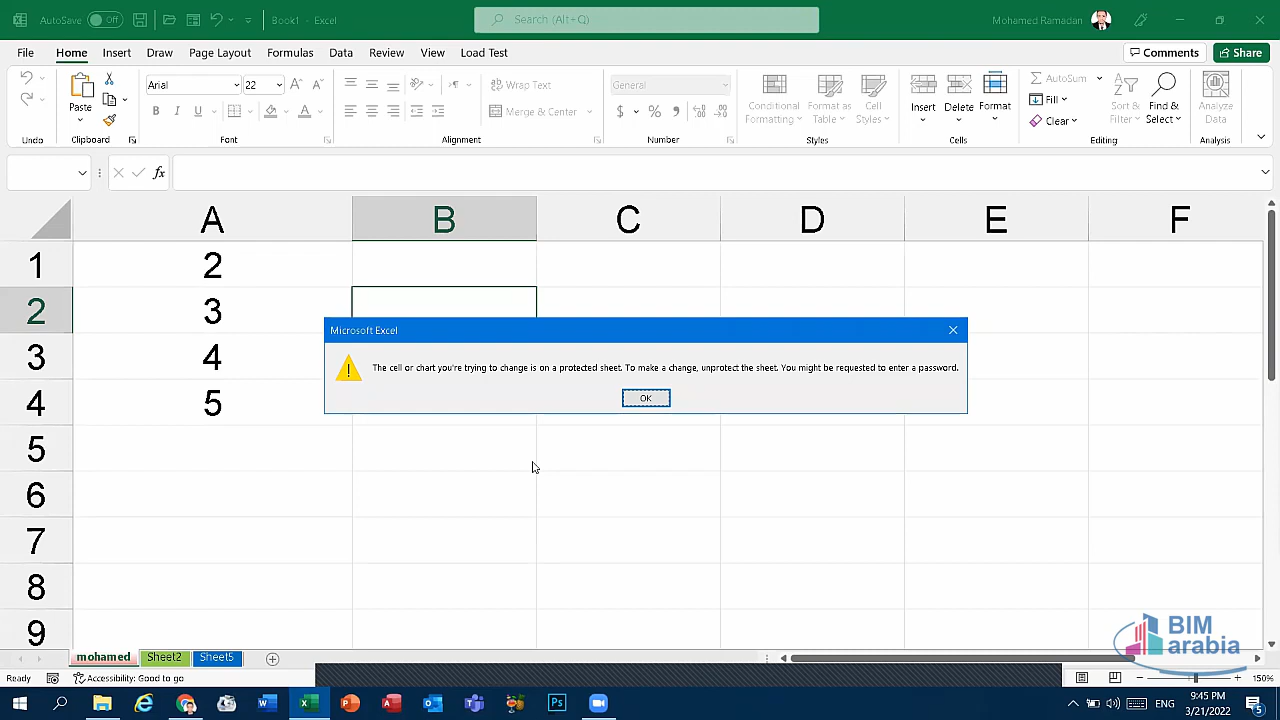 AutoSave Off Book1 - Excel Search (Alt+Q) Mohamed Ramadan
File Home Insert Draw Page Layout Formulas Data Review View Load Test Comments Share
Paste
Arial 22
B I U A
Wrap Text
Merge & Center
General
$ %
Conditional Formatting
Format as Table
Cell Styles
Insert Delete Format
AutoSum
Fill
Clear
Sort & Filter
Find & Select
Analyze Data
Undo Clipboard Font Alignment Number Styles Cells Editing Analysis
fx
A B C D E F
1 2
2 3
3 4
4 5
5
6
7
8
9
Microsoft Excel
The cell or chart you're trying to change is on a protected sheet. To make a change, unprotect the sheet. You might be requested to enter a password.
OK
BIM
arabia
mohamed Sheet2 Sheet5
Ready Accessibility: Good to go 150%
ENG 9:45 PM
3/21/2022